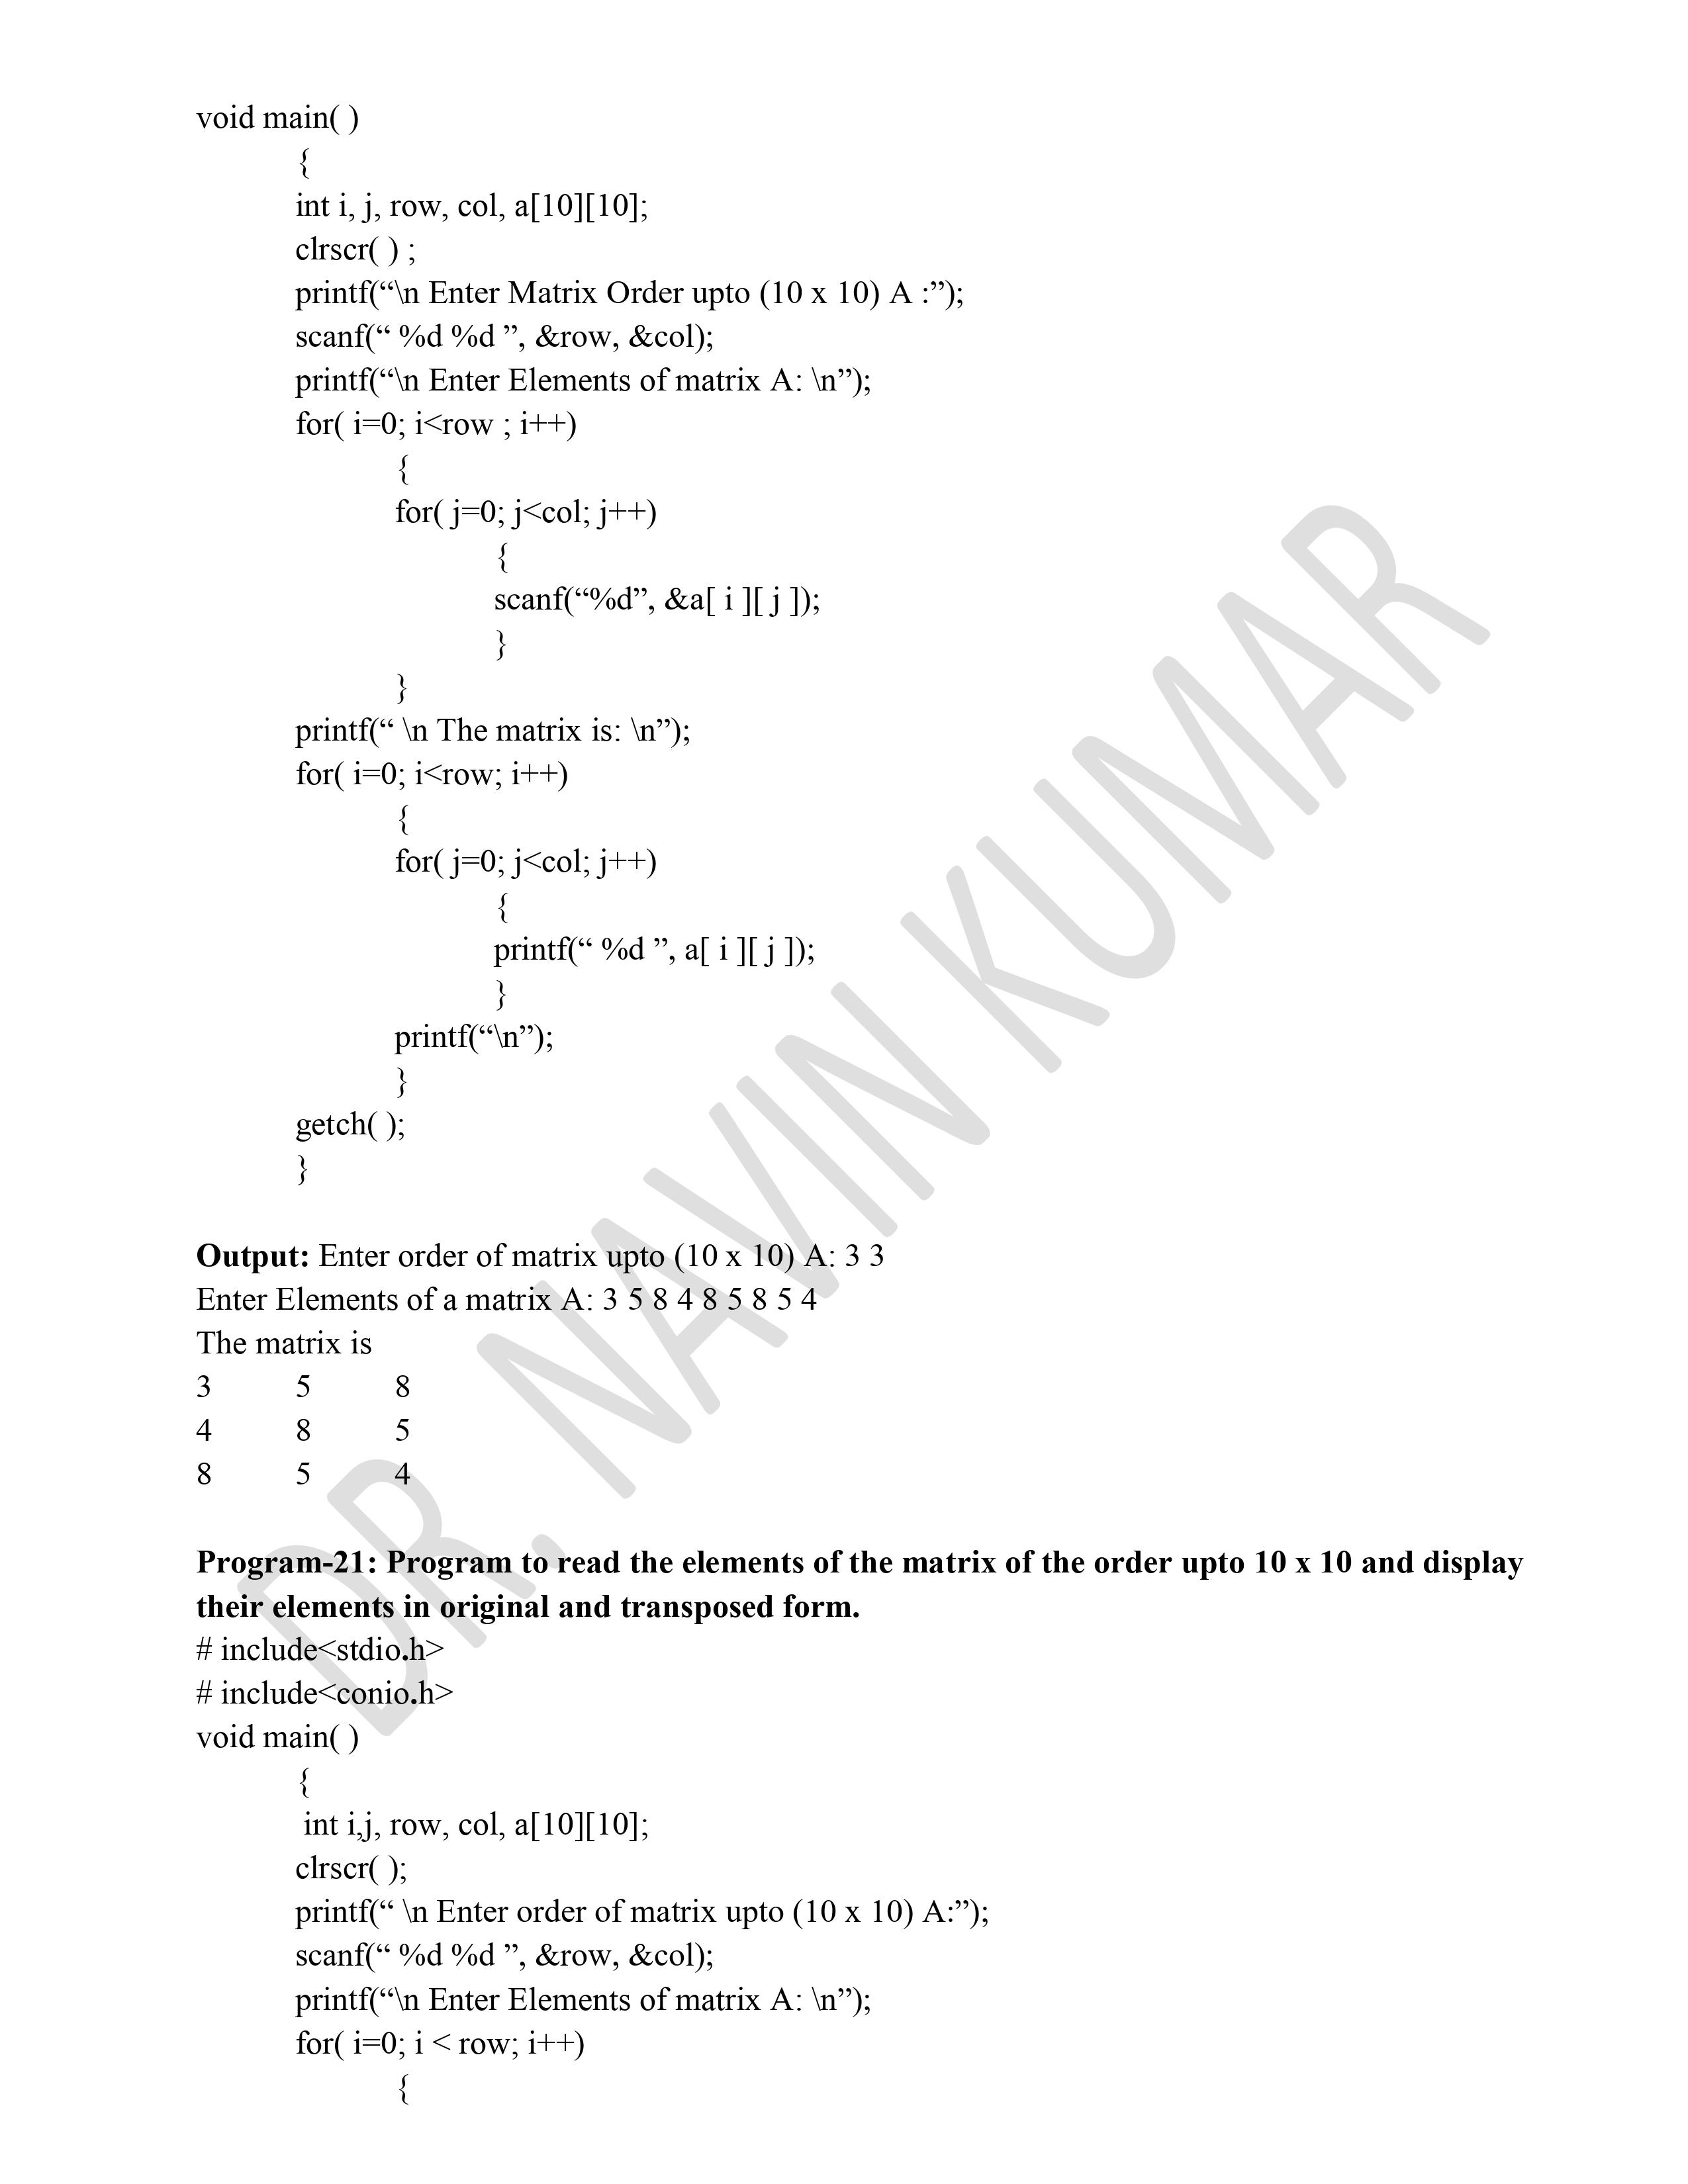 void main( )
{
int i, j, row, col, a[10][10];
clrscr( ) ;
printf(“\n Enter Matrix Order upto (10 x 10) A :”);
scanf(“ %d %d ”, &row, &col);
printf(“\n Enter Elements of matrix A: \n”);
for( i=0; i<row ; i++)
{
for( j=0; j<col; j++)
{
scanf(“%d”, &a[ i ][ j ]);
}
}
printf(“ \n The matrix is: \n”);
for( i=0; i<row; i++)
{
for( j=0; j<col; j++)
{
printf(“ %d ”, a[ i ][ j ]);
}
printf(“\n”);
}
getch( );
}
Output: Enter order of matrix upto (10 x 10) A: 3 3
Enter Elements of a matrix A: 3 5 8 4 8 5 8 5 4
The matrix is
3 5 8
4 8 5
8 5 4
Program-21: Program to read the elements of the matrix of the order upto 10 x 10 and display
their elements in original and transposed form.
# include<stdio.h>
# include<conio.h>
void main( )
{
int i,j, row, col, a[10][10];
clrscr( );
printf(“ \n Enter order of matrix upto (10 x 10) A:”);
scanf(“ %d %d ”, &row, &col);
printf(“\n Enter Elements of matrix A: \n”);
for( i=0; i < row; i++)
{
DR. NAVIN KUMAR